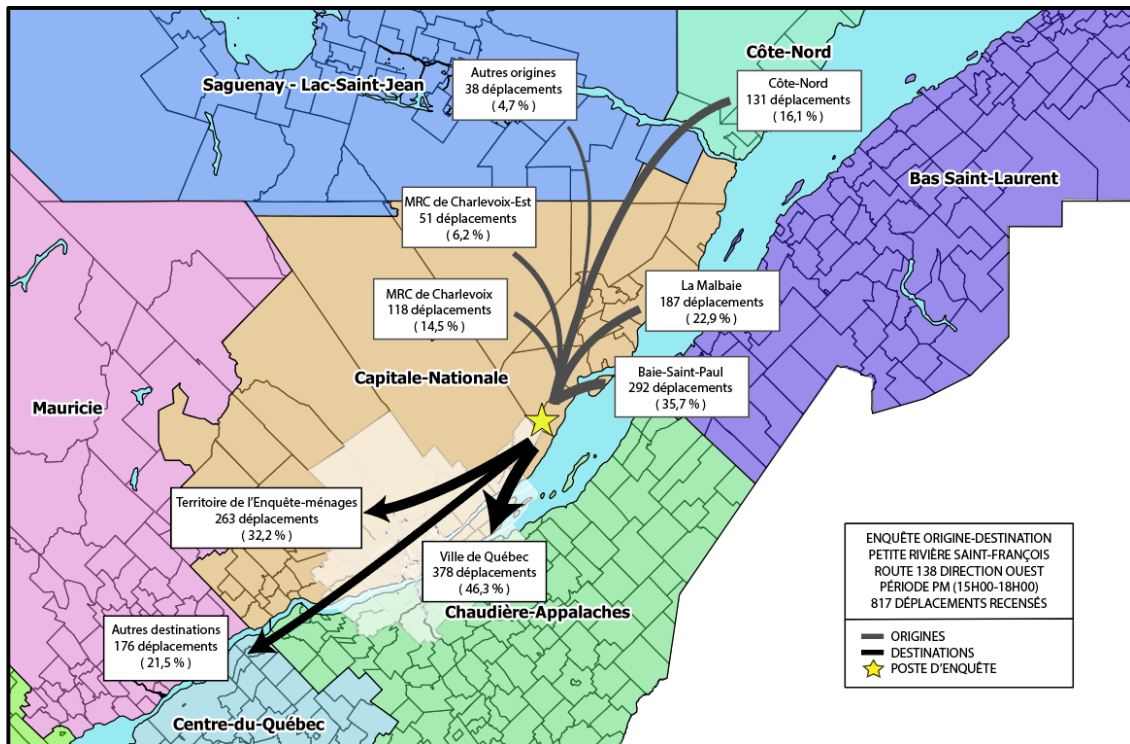 Côte-Nord
Saguenay - Lac-Saint-Jean
Autres origines
38 déplacements
( 4,7 % )
Côte-Nord
131 déplacements
( 16,1 % )
Bas Saint-Laurent
MRC de Charlevoix-Est
51 déplacements
( 6,2 % )
MRC de Charlevoix
118 déplacements
( 14,5 % )
La Malbaie
187 déplacements
( 22,9 % )
Baie-Saint-Paul
292 déplacements
( 35,7 % )
Capitale-Nationale
Mauricie
Territoire de l'Enquête-ménages
263 déplacements
( 32,2 % )
Ville de Québec
378 déplacements
( 46,3 % )
Chaudière-Appalaches
Autres destinations
176 déplacements
( 21,5 % )
Centre-du-Québec
ENQUÊTE ORIGINE-DESTINATION
PETITE RIVIÈRE SAINT-FRANÇOIS
ROUTE 138 DIRECTION OUEST
PÉRIODE PM (15H00-18H00)
817 DÉPLACEMENTS RECENSÉS
ORIGINES
DESTINATIONS
POSTE D'ENQUÊTE